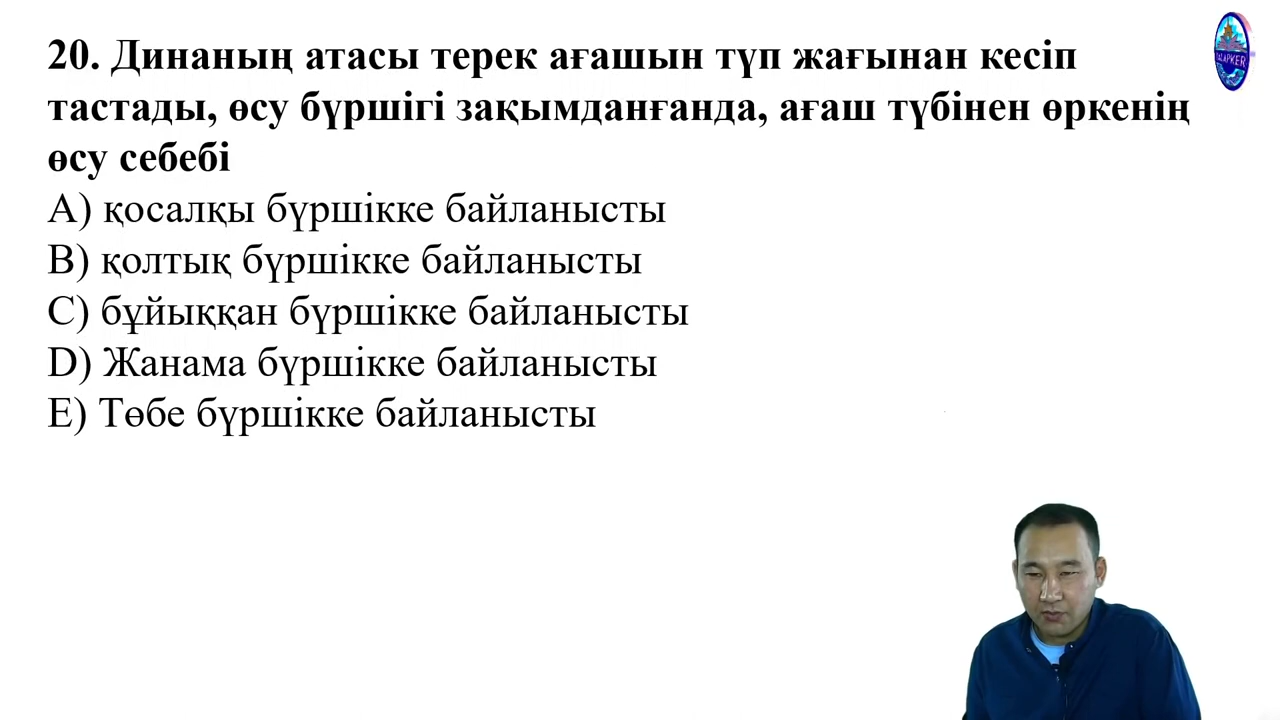 20. Динаның атасы терек ағашын түп жағынан кесіп
тастады, өсу бүршігі зақымданғанда, ағаш түбінен өркенің
өсу себебі
A) қосалқы бүршікке байланысты
B) қолтық бүршікке байланысты
C) бұйыққан бүршікке байланысты
D) Жанама бүршікке байланысты
E) Төбе бүршікке байланысты